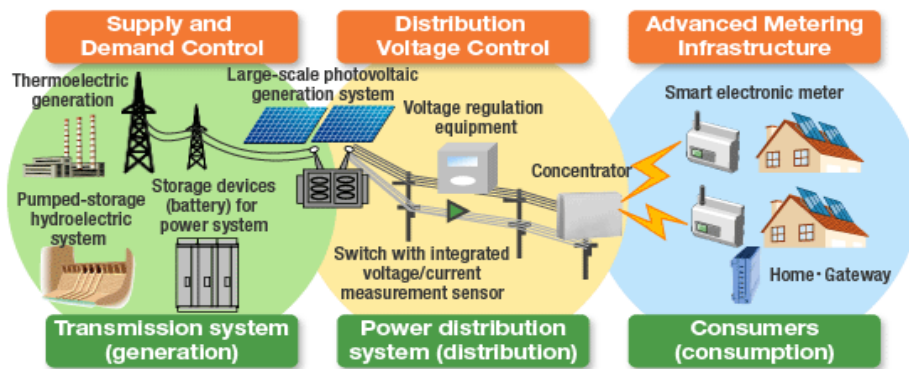 Supply and
Demand Control
Distribution
Voltage Control
Advanced Metering
Infrastructure
Thermoelectric
generation
Large-scale photovoltaic
generation system
Voltage regulation
equipment
Smart electronic meter
Concentrator
Pumped-storage
hydroelectric
system
Storage devices
(battery) for
power system
Switch with integrated
voltage/current
measurement sensor
Home・Gateway
Transmission system
(generation)
Power distribution
system (distribution)
Consumers
(consumption)